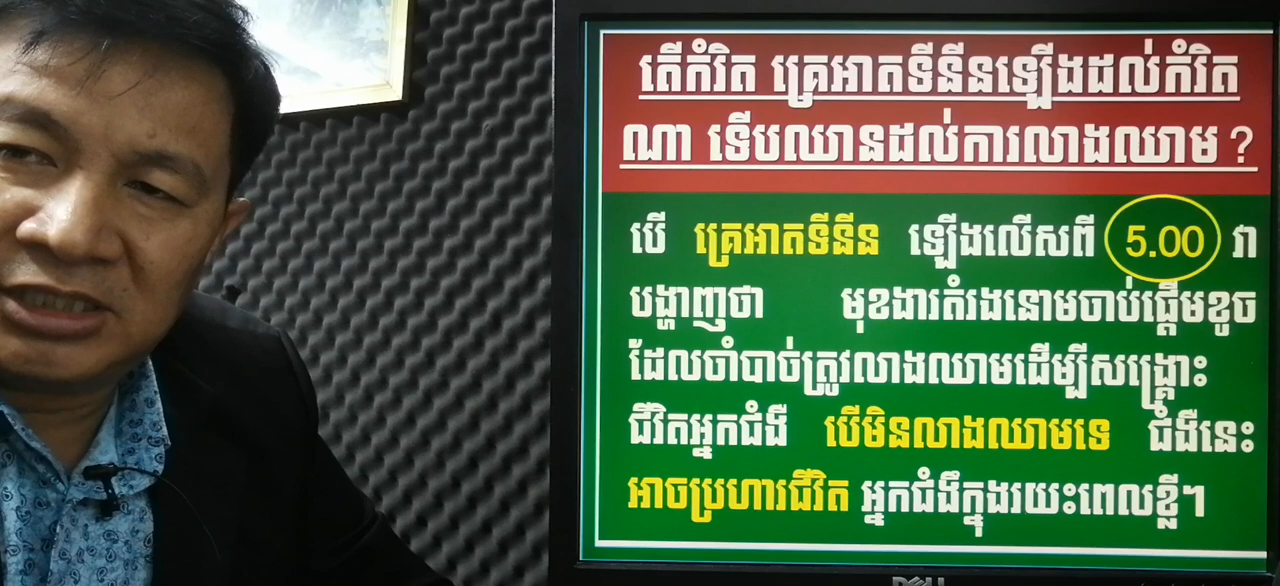 តើកំរិត គ្រេអាតទីនីនឡើងដល់កំរិត
ណា ទើបឈានដល់ការលាងឈាម ?
បើ គ្រេអាតទីនីន ឡើងលើសពី 5.00 វា
បង្ហាញថា មុខងារតំរងនោមចាប់ផ្តើមខូច
ដែលចាំបាច់ត្រូវលាងឈាមដើម្បីសង្គ្រោះ
ជីវិតអ្នកជំងឺ បើមិនលាងឈាមទេ ជំងឺនេះ
អាចប្រហារជីវិត អ្នកជំងឺក្នុងរយះពេលខ្លីៗ
DELL